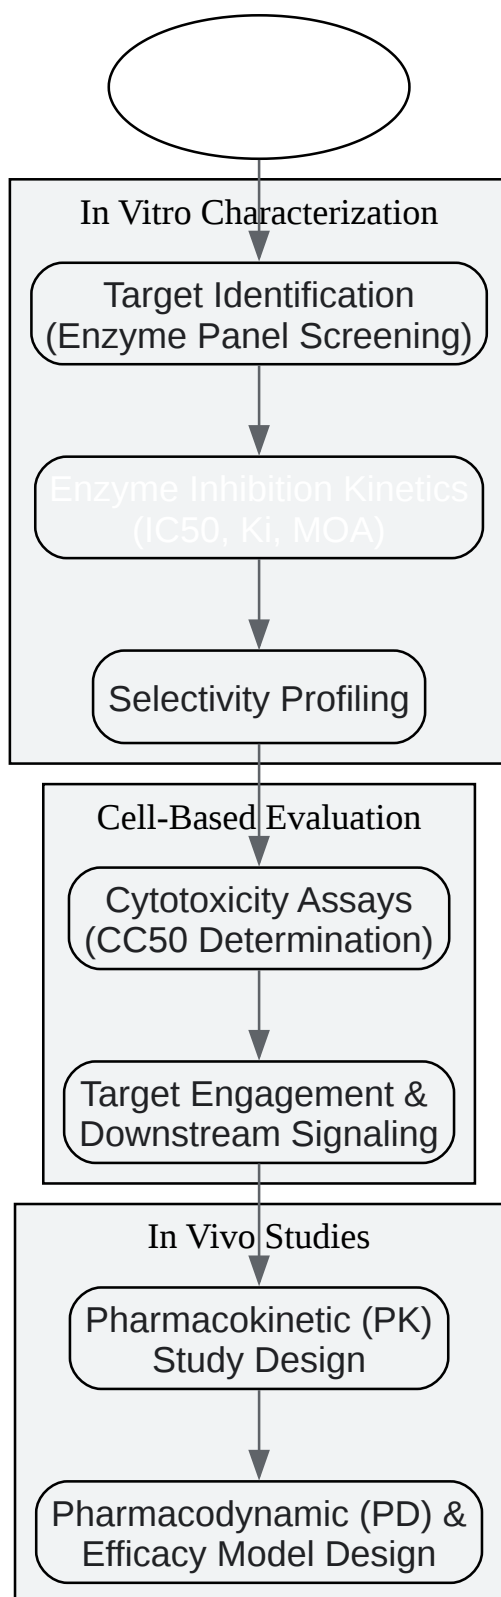 In Vitro Characterization
Target Identification
(Enzyme Panel Screening)
Enzyme Inhibition Kinetics
(IC50, Ki, MOA)
Selectivity Profiling
Cell-Based Evaluation
Cytotoxicity Assays
(CC50 Determination)
Target Engagement &
Downstream Signaling
In Vivo Studies
Pharmacokinetic (PK)
Study Design
Pharmacodynamic (PD) &
Efficacy Model Design